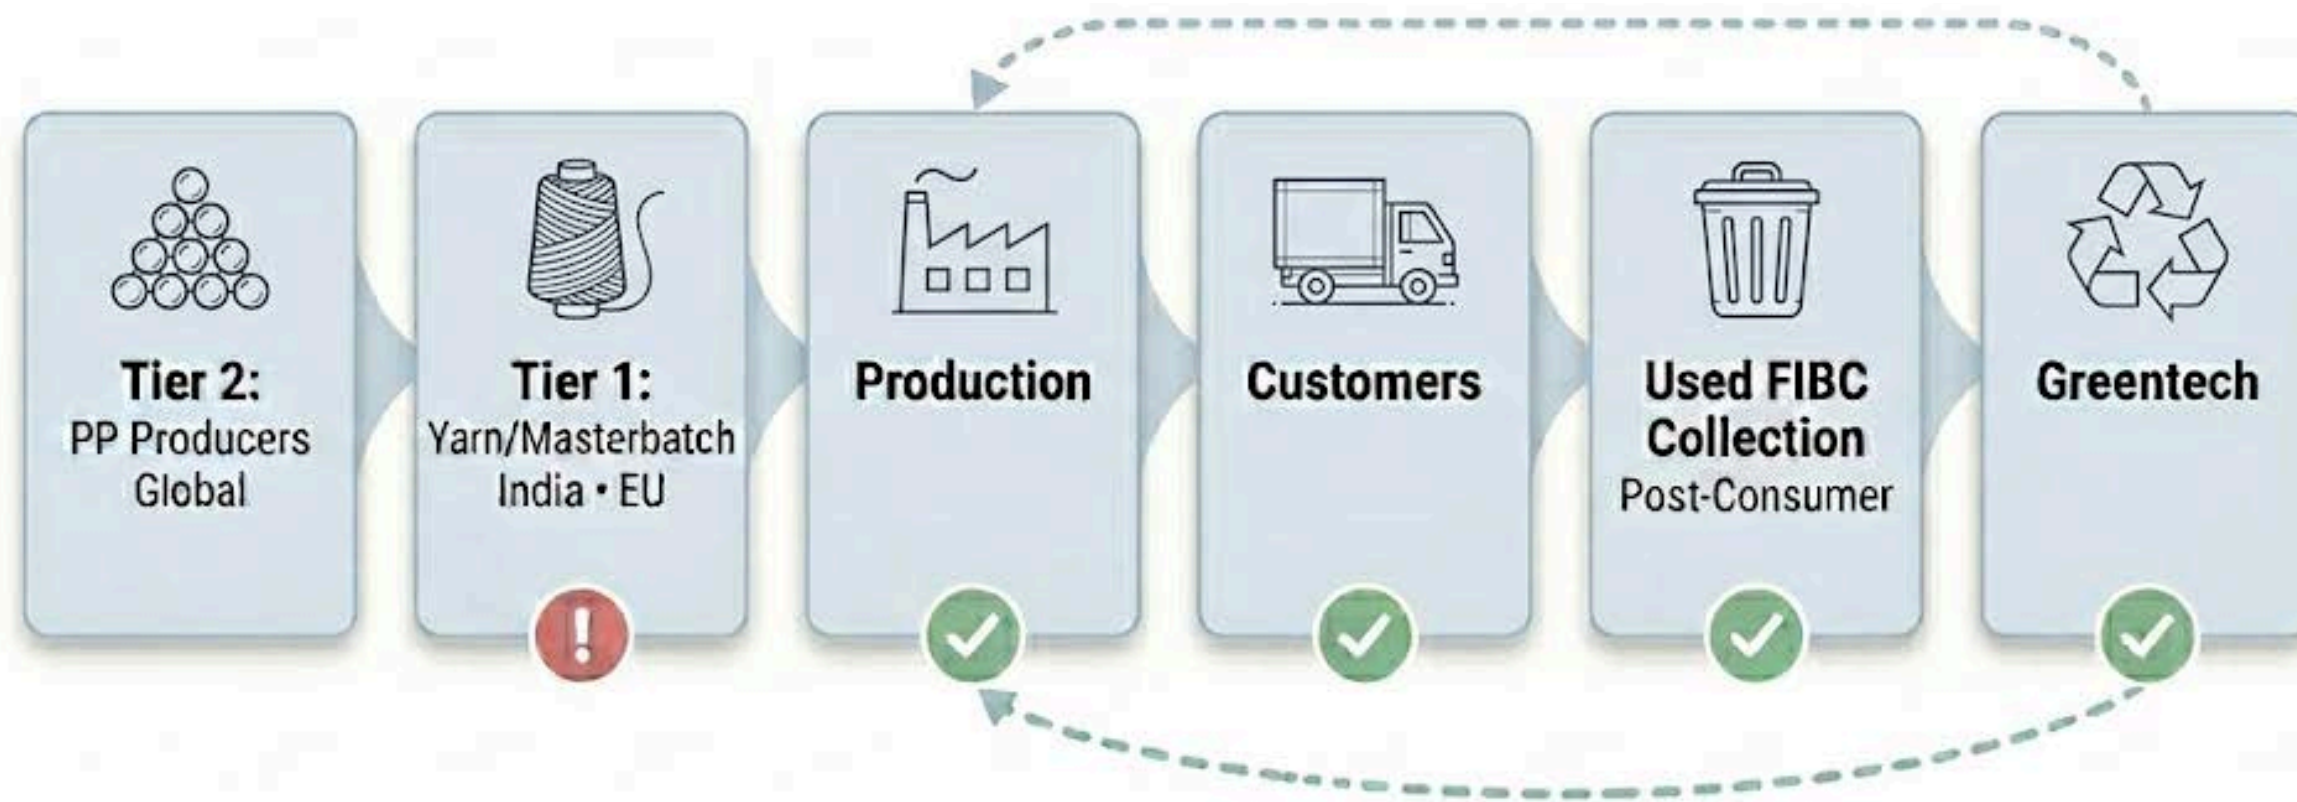 Tier 2:
PP Producers
Global
Tier 1:
Yarn/Masterbatch
India • EU
Production
Customers
Used FIBC
Collection
Post-Consumer
Greentech